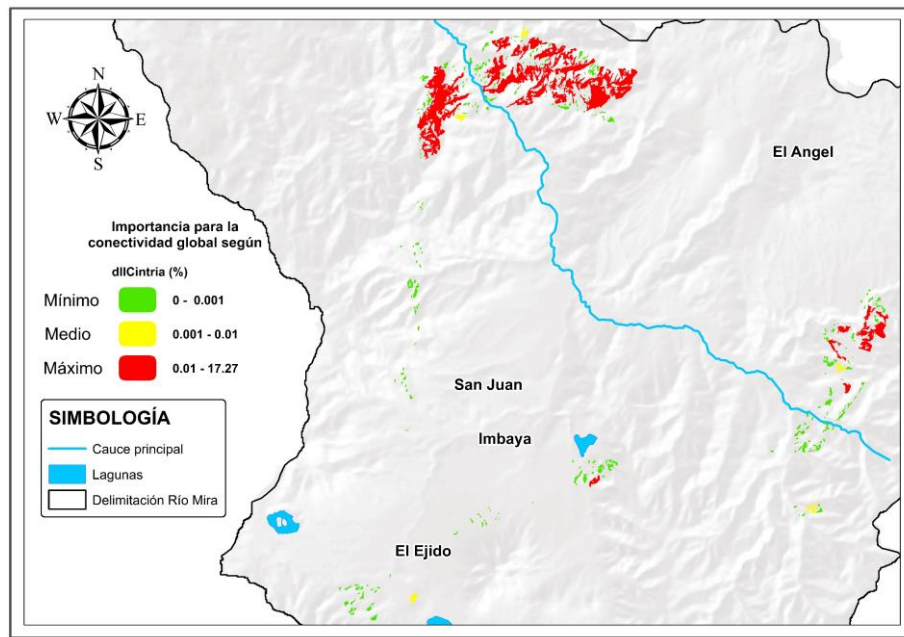 N
W E
S
El Angel
Importancia para la
conectividad global según
dIICintria (%)
Mínimo 0 - 0.001
Medio 0.001 - 0.01
Máximo 0.01 - 17.27
San Juan
Imbaya
SIMBOLOGÍA
Cauce principal
Lagunas
Delimitación Río Mira
El Ejido